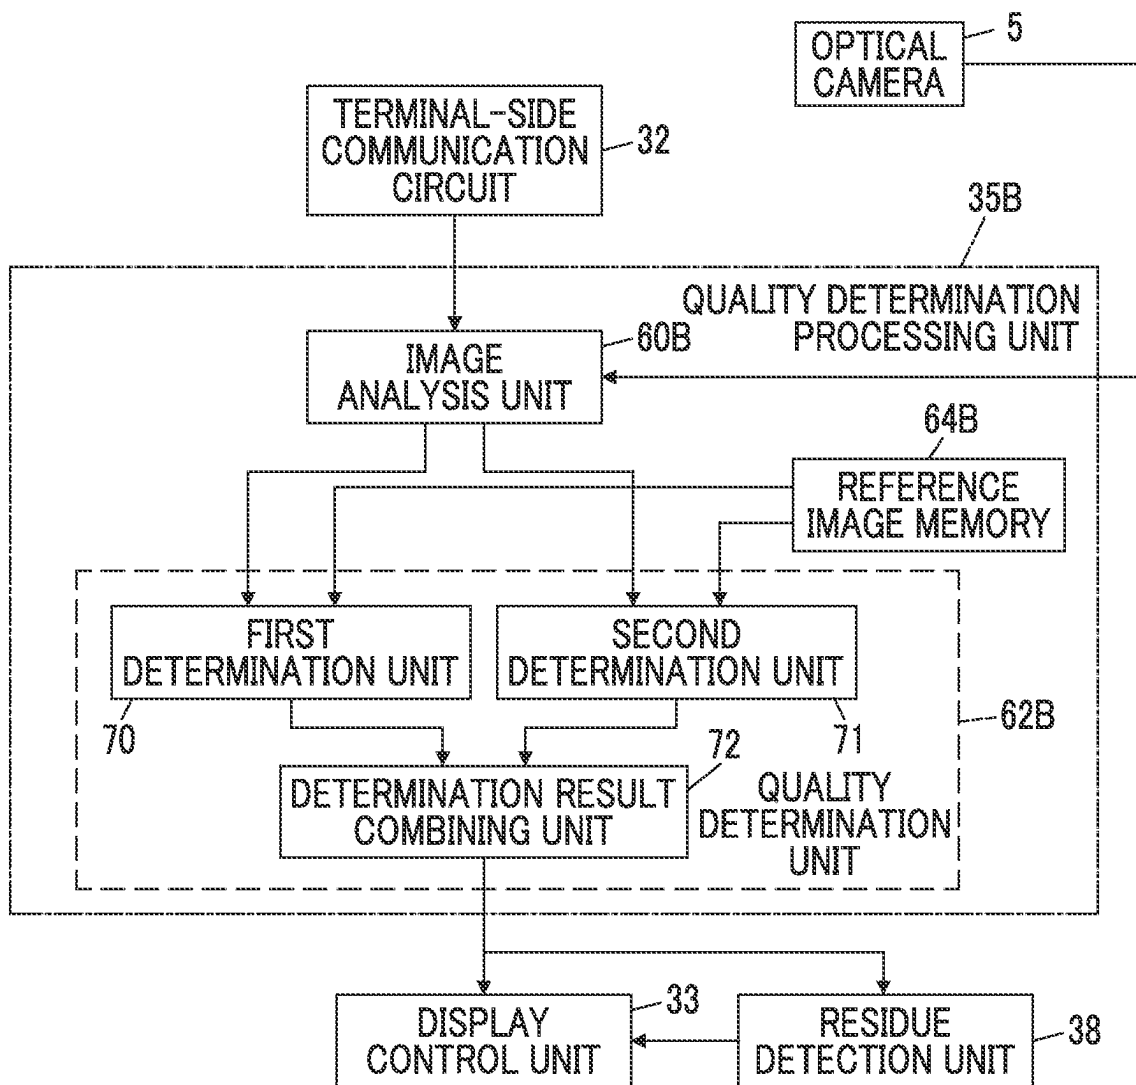 5
OPTICAL
CAMERA
TERMINAL-SIDE
COMMUNICATION
CIRCUIT
32
35B
QUALITY DETERMINATION
PROCESSING UNIT
60B
IMAGE
ANALYSIS UNIT
64B
REFERENCE
IMAGE MEMORY
FIRST
DETERMINATION UNIT
70
SECOND
DETERMINATION UNIT
71
62B
72
DETERMINATION RESULT
COMBINING UNIT
QUALITY
DETERMINATION
UNIT
DISPLAY
CONTROL UNIT
33
RESIDUE
DETECTION UNIT
38